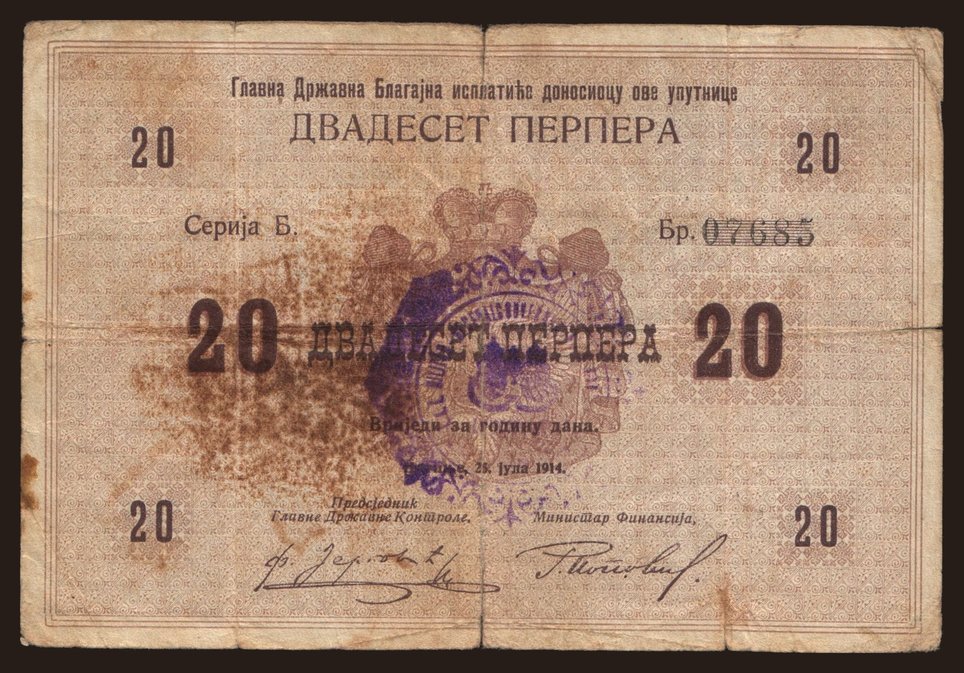 Главна Државна Благајна исплатиће доносиоцу ове упутнице
ДВАДЕСЕТ ПЕРПЕРА
20 20
Серија Б. Бр. 07685
20 ДВАДЕСЕТ ПЕРПЕРА 20
Вриједи за годину дана.
25. јула 1914.
Предсједник
Главне Државне Контроле, Министар Финансија,
20 20